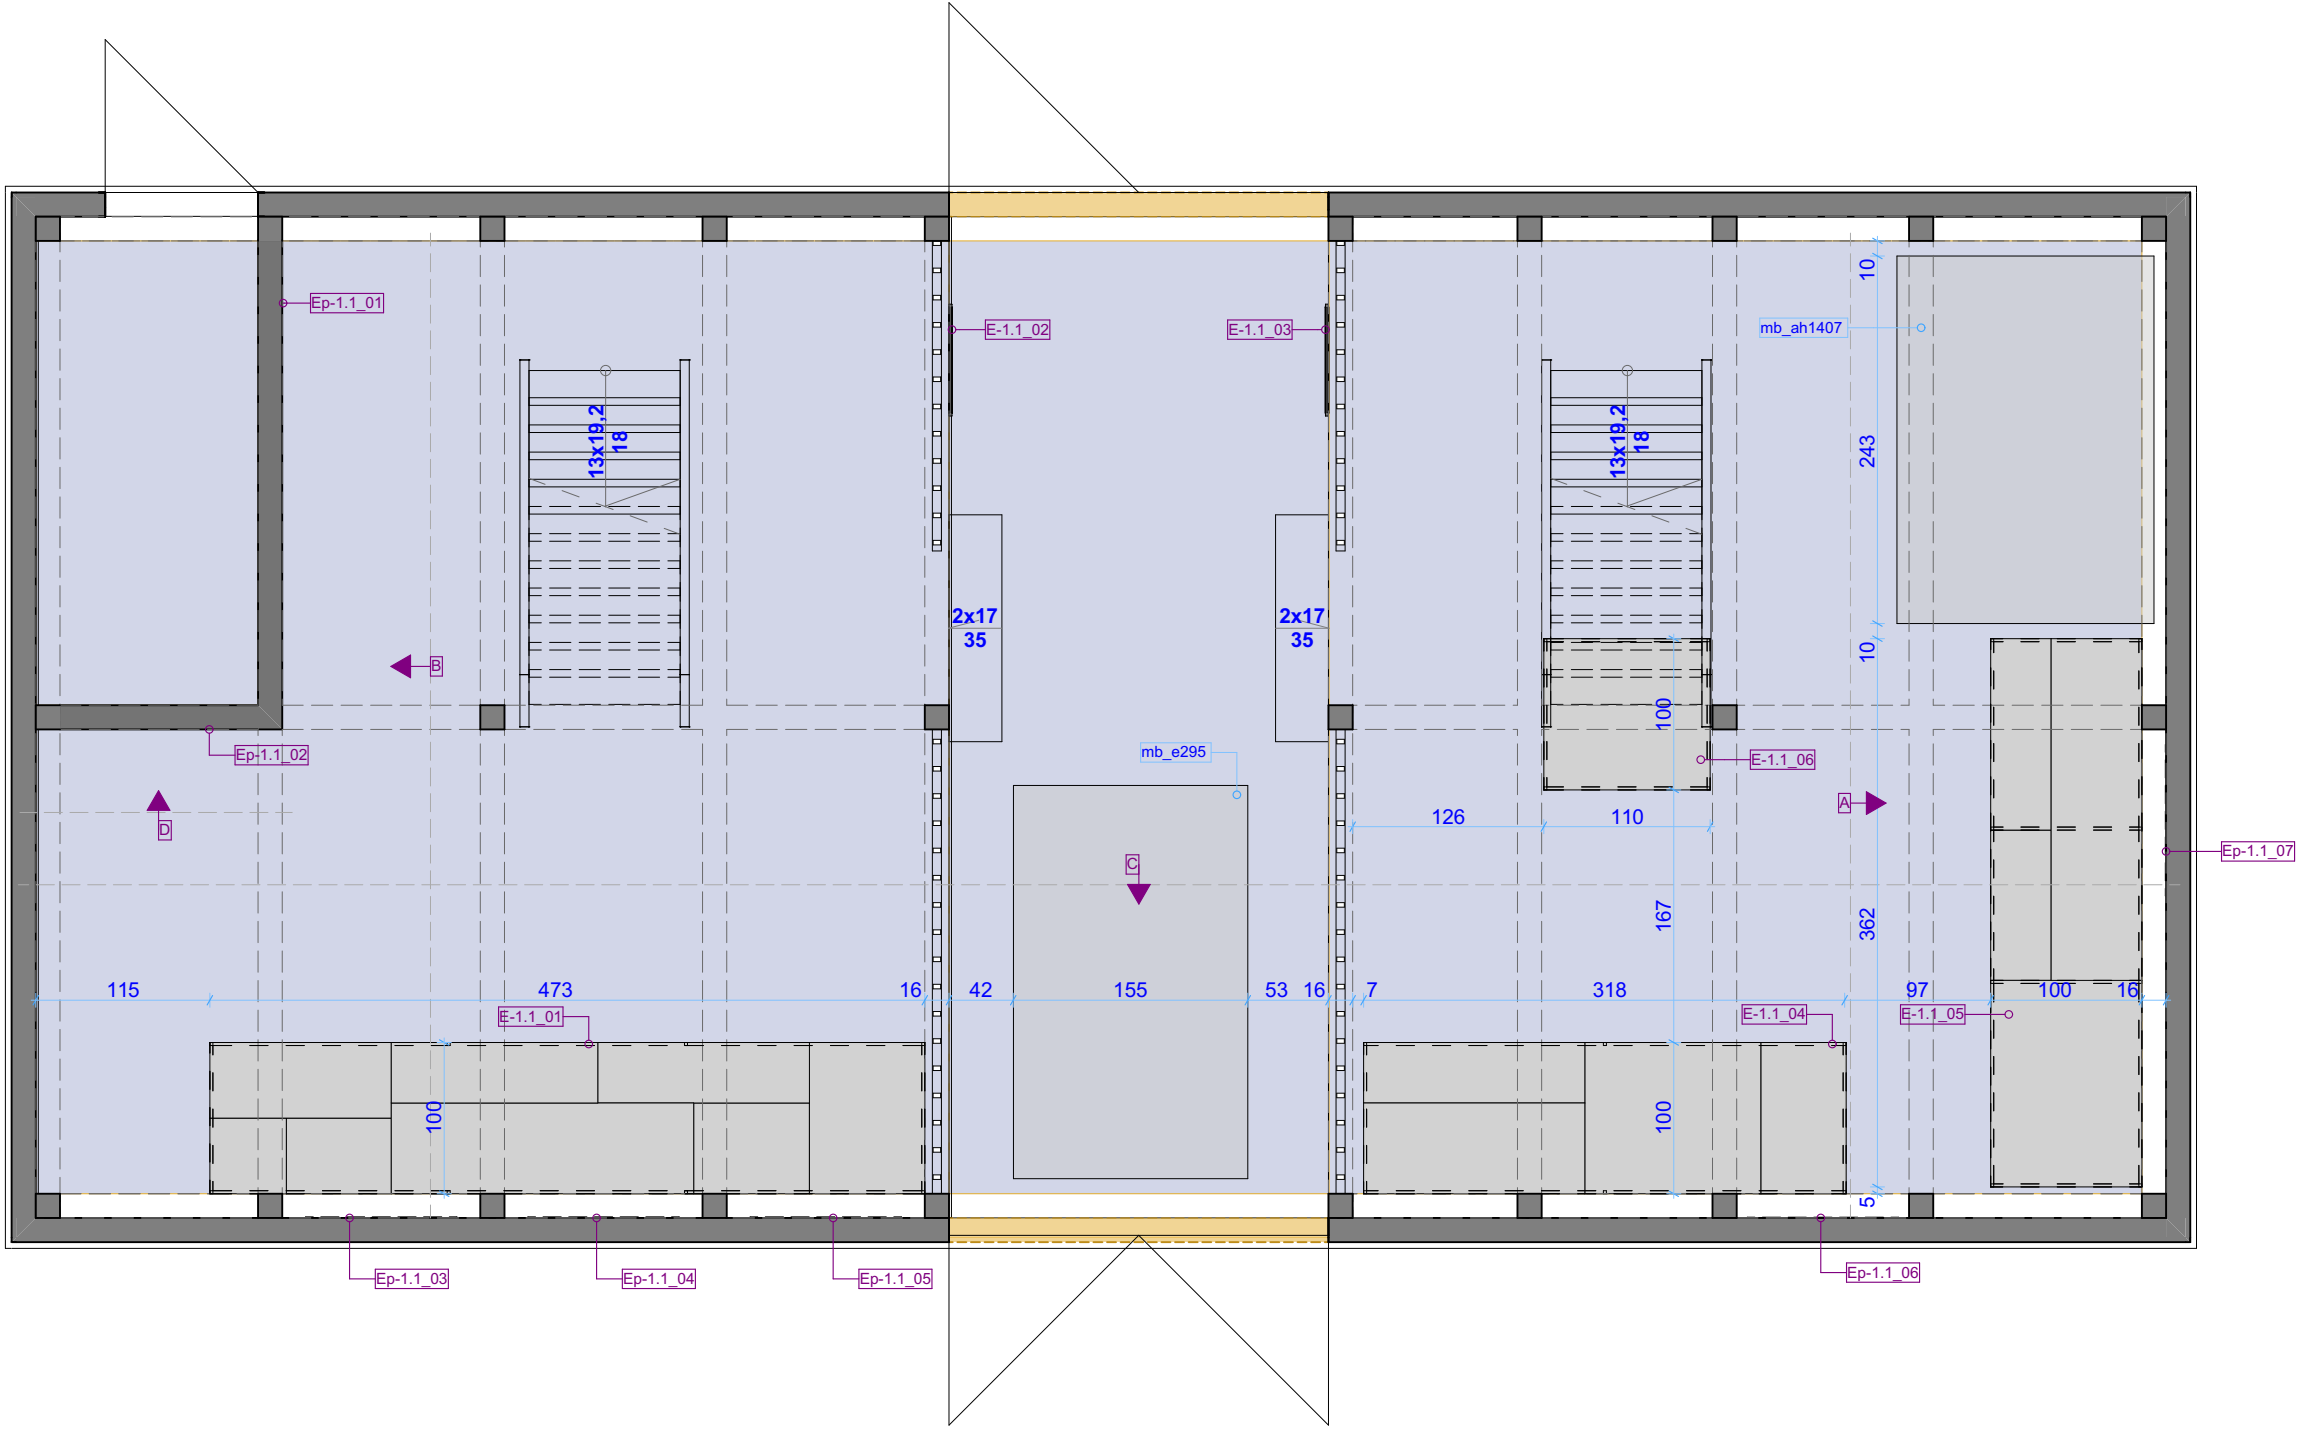 10
Ep-1.1_01
E-1.1_02
E-1.1_03
mb_ah1407
13x19,2
18
13x19,2
18
243
2x17
35
2x17
35
10
B
100
Ep-1.1_02
mb_e295
E-1.1_06
A
D
126
110
Ep-1.1_07
C
167
362
115
473
16
42
155
53
16
7
318
97
100
16
E-1.1_01
E-1.1_04
E-1.1_05
100
100
5
Ep-1.1_03
Ep-1.1_04
Ep-1.1_05
Ep-1.1_06